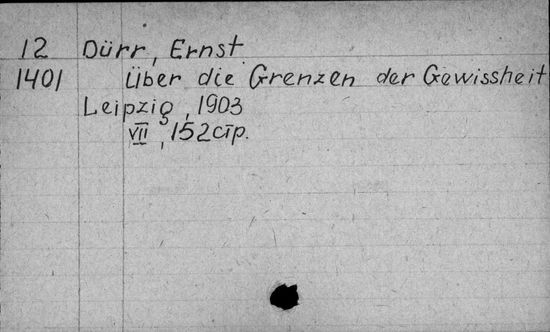 12 Dürr, Ernst
1401 Über die Grenzen der Gewissheit
Leipzig, 1903
VII, 152 стр.